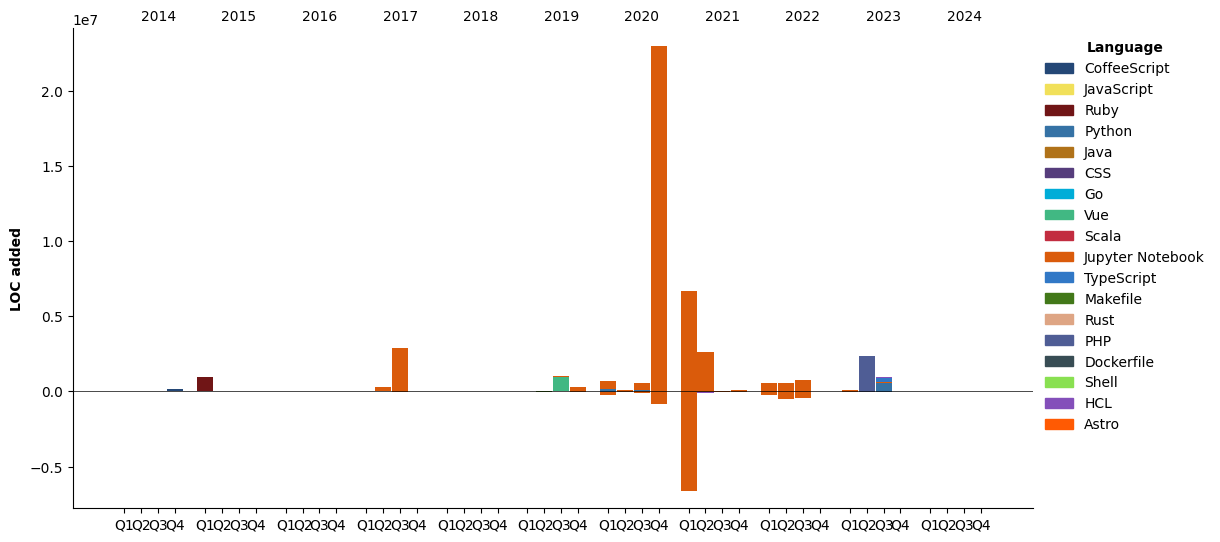 2014 2015 2016 2017 2018 2019 2020 2021 2022 2023 2024
1e7
Language
CoffeeScript
JavaScript
Ruby
Python
Java
CSS
Go
Vue
Scala
Jupyter Notebook
TypeScript
Makefile
Rust
PHP
Dockerfile
Shell
HCL
Astro
LOC added
2.0
1.5
1.0
0.5
0.0
−0.5
Q1Q2Q3Q4 Q1Q2Q3Q4 Q1Q2Q3Q4 Q1Q2Q3Q4 Q1Q2Q3Q4 Q1Q2Q3Q4 Q1Q2Q3Q4 Q1Q2Q3Q4 Q1Q2Q3Q4 Q1Q2Q3Q4 Q1Q2Q3Q4